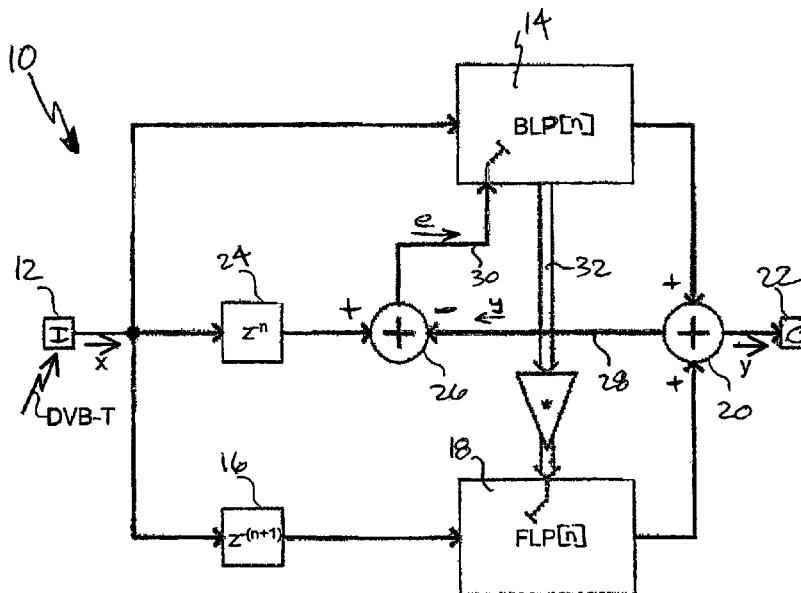 14
10
BLP[n]
e
12
24
30
32
+
22
+
-
y
I
x
z^n
+
+
y
26
28
20
+
DVB-T
*
16
18
z^-(n+1)
FLP[n]